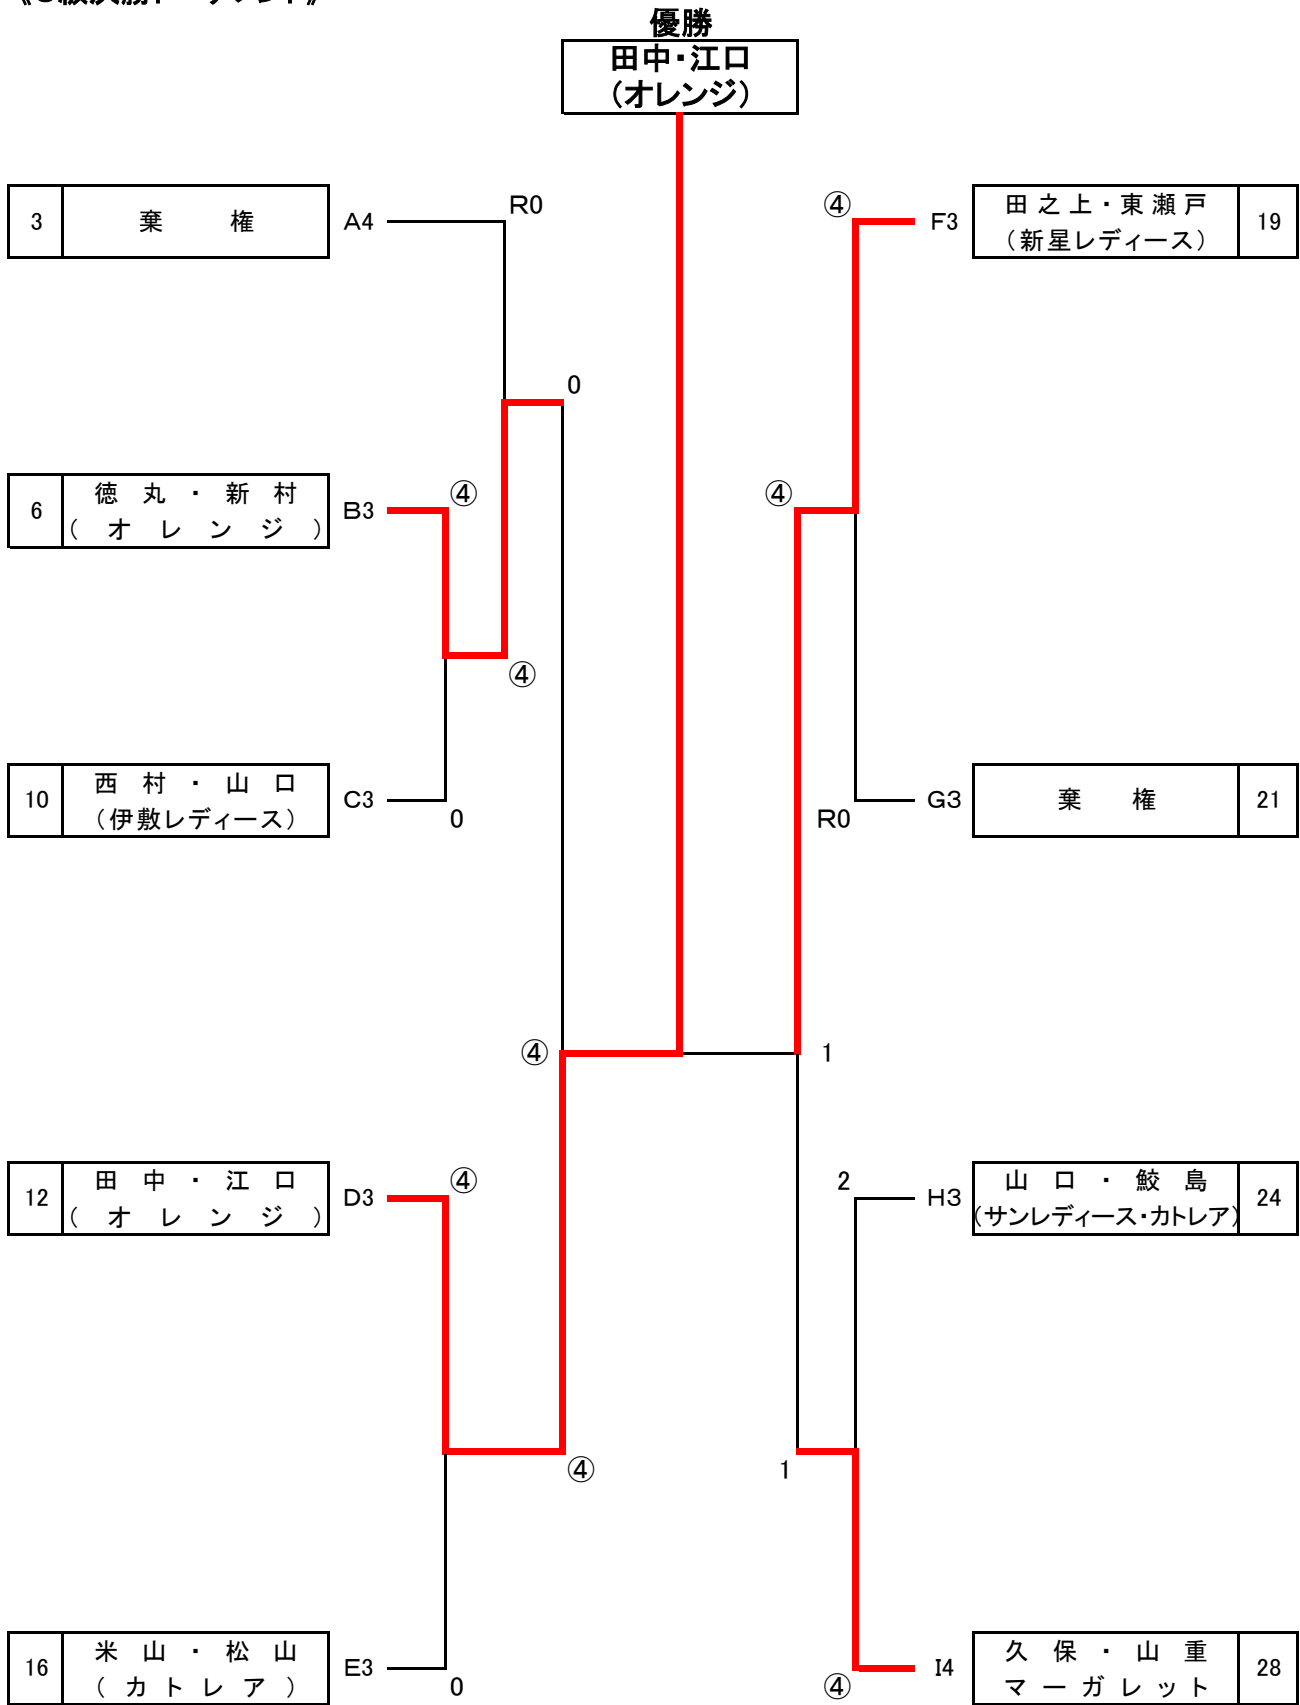 優勝
田中・江口
(オレンジ)
3 棄権 A4 R0
④ F3 田之上・東瀬戸 19
(新星レディース)
0
6 徳丸・新村 B3 ④
(オレンジ)
④
④
10 西村・山口 C3 0
(伊敷レディース)
R0 G3 棄権 21
④ 1
12 田中・江口 D3 ④
(オレンジ)
2 H3 山口・鮫島 24
(サンレディース・カトレア)
④ 1
16 米山・松山 E3 0
(カトレア)
④ I4 久保・山重 28
マーガレット